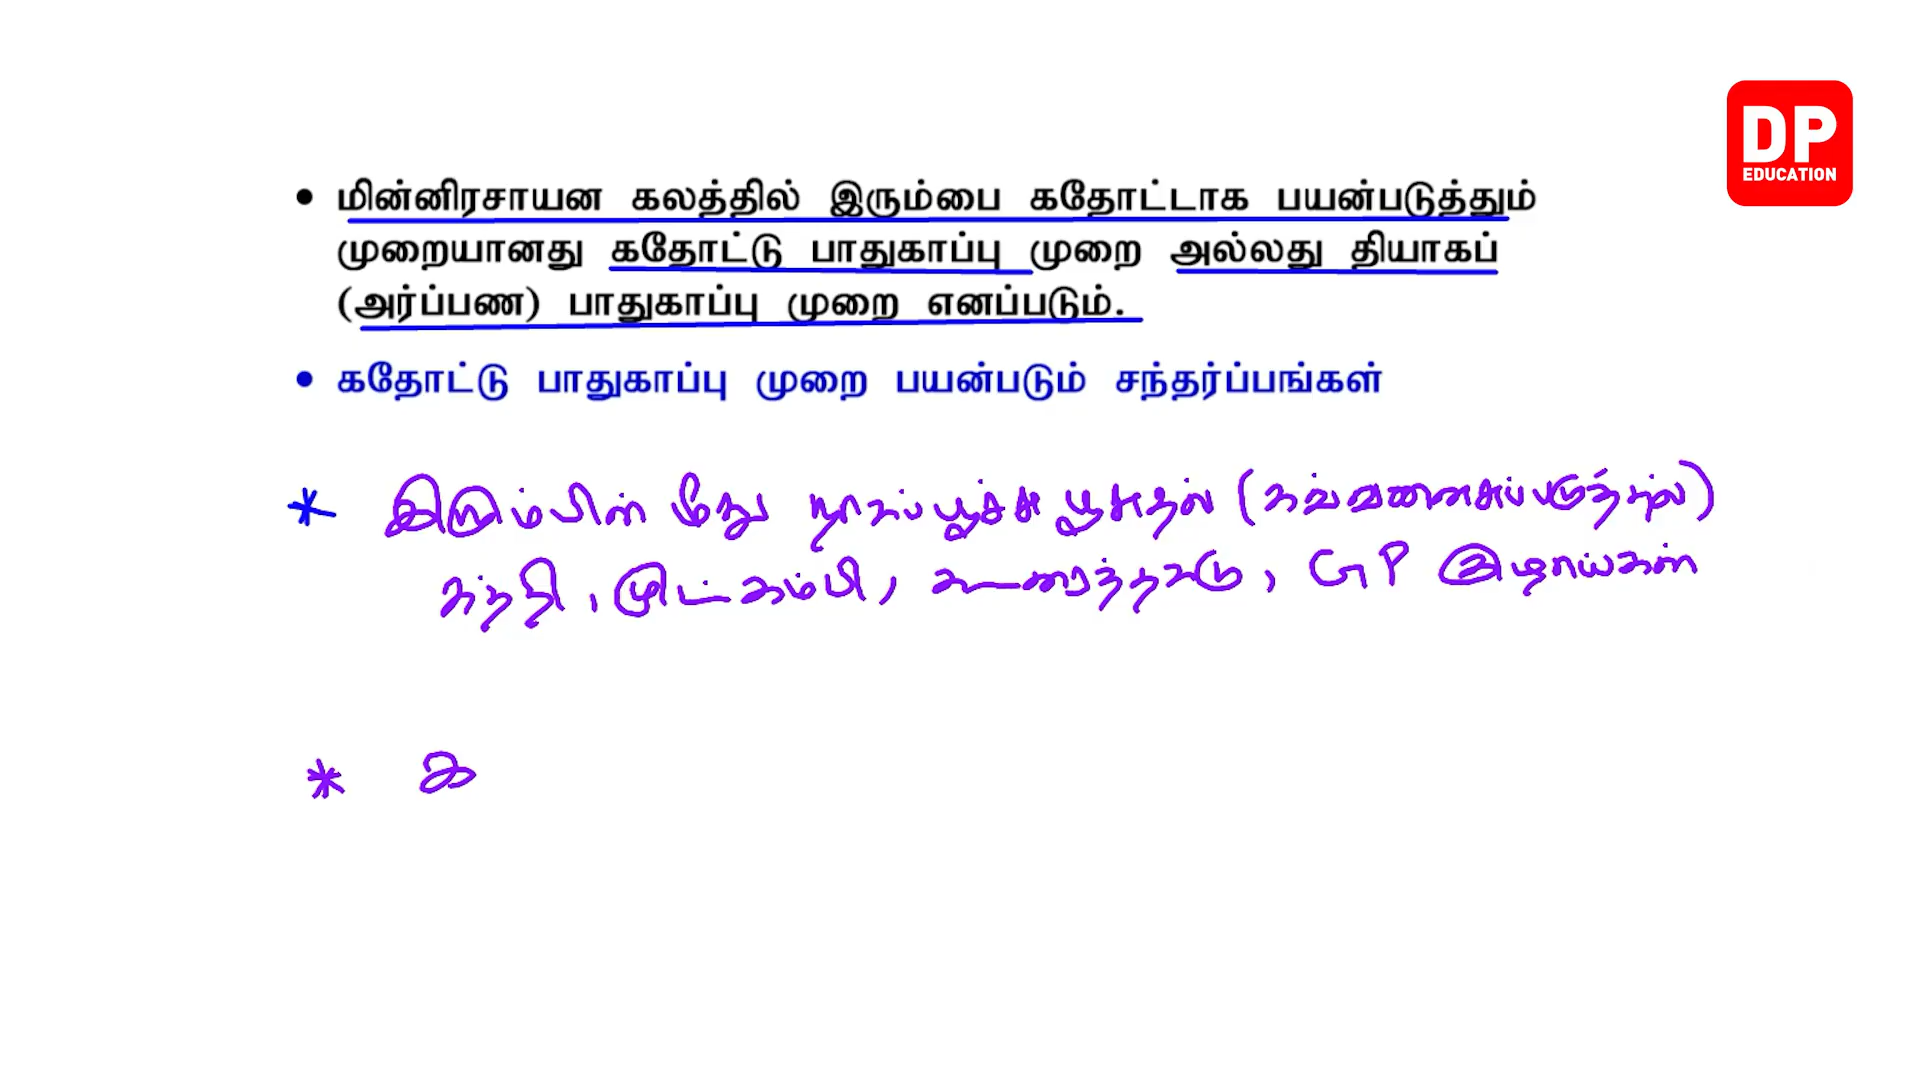 DP
EDUCATION
• மின்னிரசாயன கலத்தில் இரும்பை கதோட்டாக பயன்படுத்தும்
முறையானது கதோட்டு பாதுகாப்பு முறை அல்லது தியாகப்
(அர்ப்பண) பாதுகாப்பு முறை எனப்படும்.
• கதோட்டு பாதுகாப்பு முறை பயன்படும் சந்தர்ப்பங்கள்
* இரும்பின் மீது நாகப்பூச்சு பூசுதல் (கல்வனைசுப்படுத்தல்)
கத்தி, முட்கம்பி, கூரைத்தகடு, GP குழாய்கள்
* க